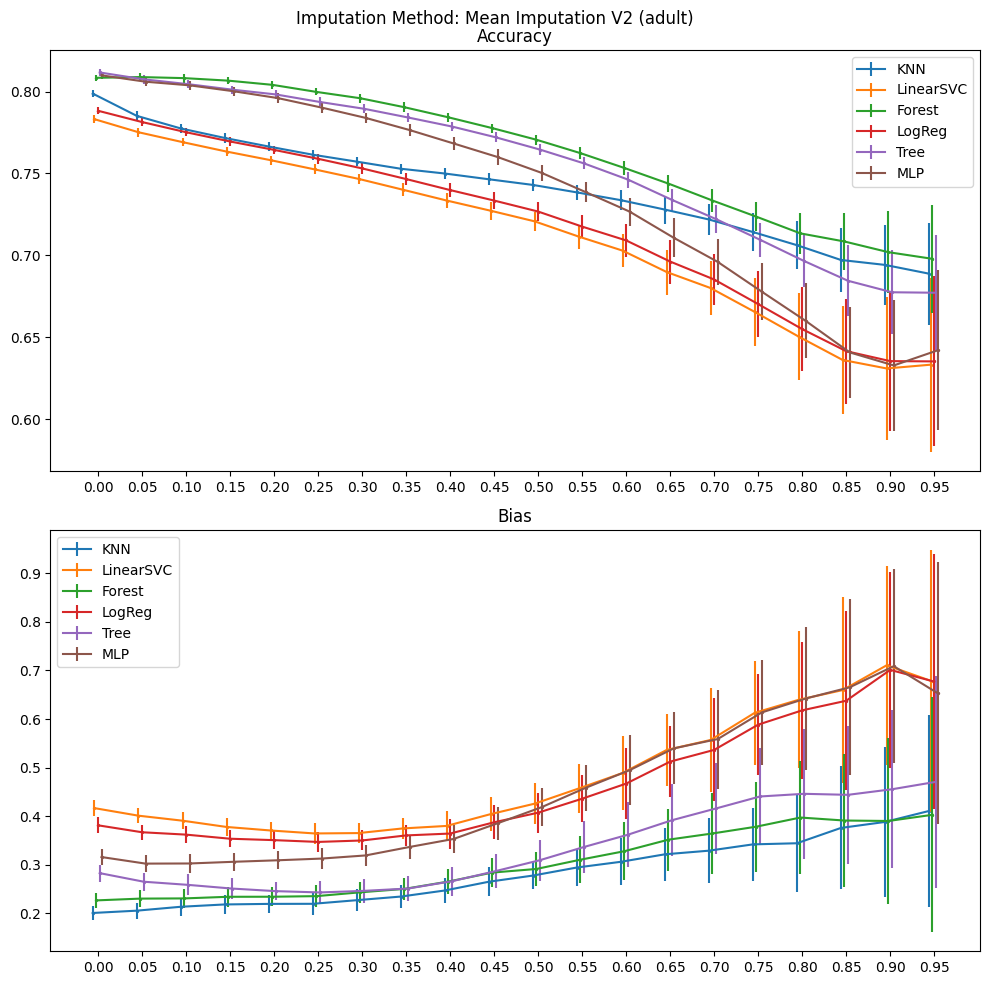 Imputation Method: Mean Imputation V2 (adult)
Accuracy
KNN
LinearSVC
Forest
LogReg
Tree
MLP
0.80
0.75
0.70
0.65
0.60
0.00 0.05 0.10 0.15 0.20 0.25 0.30 0.35 0.40 0.45 0.50 0.55 0.60 0.65 0.70 0.75 0.80 0.85 0.90 0.95
Bias
KNN
LinearSVC
Forest
LogReg
Tree
MLP
0.9
0.8
0.7
0.6
0.5
0.4
0.3
0.2
0.00 0.05 0.10 0.15 0.20 0.25 0.30 0.35 0.40 0.45 0.50 0.55 0.60 0.65 0.70 0.75 0.80 0.85 0.90 0.95